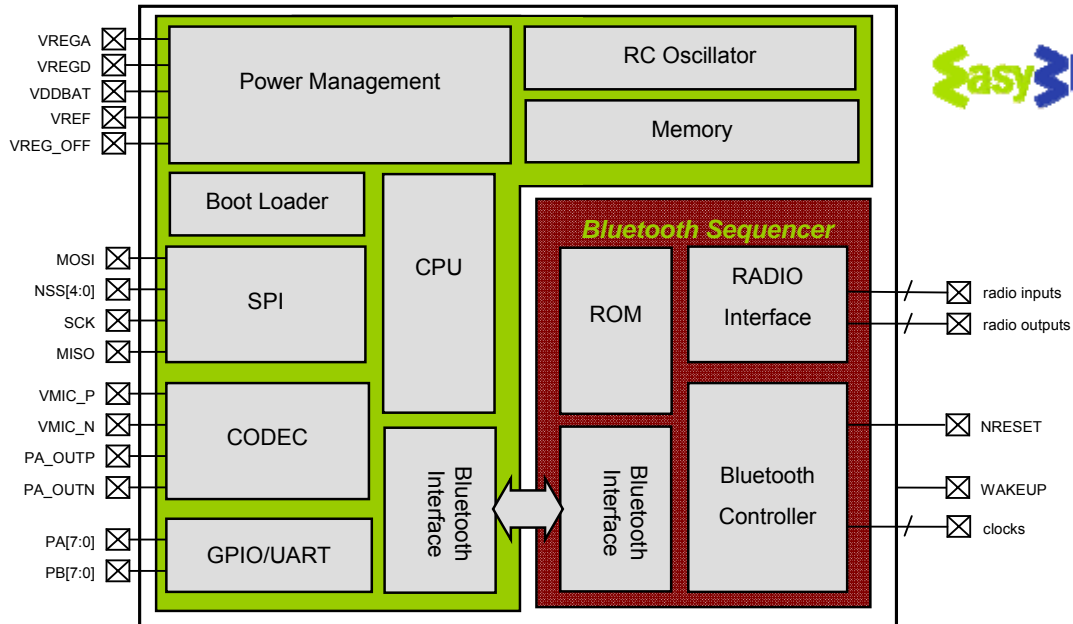 VREGA
VREGD
VDDBAT
VREF
VREG_OFF
Power Management
RC Oscillator
Memory
Easy
Boot Loader
CPU
MOSI
NSS[4:0]
SCK
MISO
SPI
VMIC_P
VMIC_N
PA_OUTP
PA_OUTN
CODEC
Bluetooth
Interface
PA[7:0]
PB[7:0]
GPIO/UART
Bluetooth Sequencer
ROM
RADIO
Interface
Bluetooth
Interface
Bluetooth
Controller
radio inputs
radio outputs
NRESET
WAKEUP
clocks